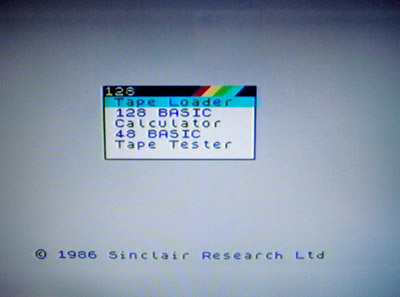 128
Tape Loader
128 BASIC
Calculator
48 BASIC
Tape Tester
© 1986 Sinclair Research Ltd